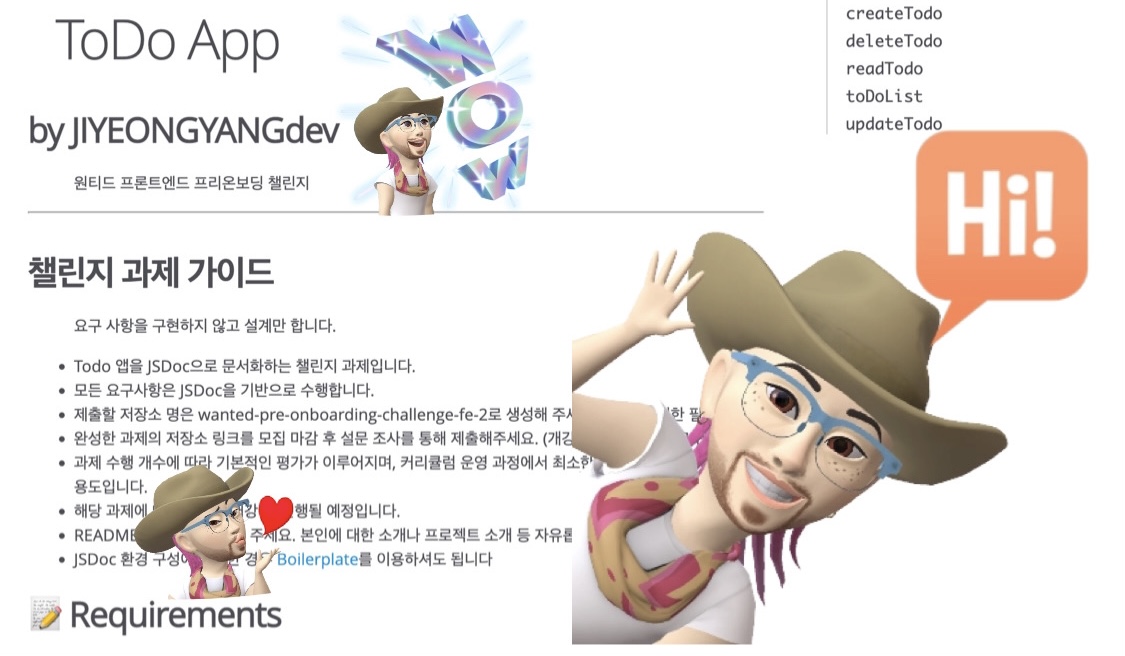 ToDo App
by JIYEONGYANGdev
원티드 프론트엔드 프리온보딩 챌린지
WOW
챌린지 과제 가이드
요구 사항을 구현하지 않고 설계만 합니다.
Todo 앱을 JSDoc으로 문서화하는 챌린지 과제입니다.
모든 요구사항은 JSDoc을 기반으로 수행합니다.
제출할 저장소 명은 wanted-pre-onboarding-challenge-fe-2로 생성해
완성한 과제의 저장소 링크를 모집 마감 후 설문 조사를 통해 제출해주세요.
과제 수행 개수에 따라 기본적인 평가가 이루어지며, 커리큘럼 운영 과정에서 최소한
용도입니다.
해당 과제에 행될 예정입니다.
본인에 대한 소개나 프로젝트 소개 등
JSDoc 환경 Boilerplate를 이용하셔도 됩니다
Requirements
createTodo
deleteTodo
readTodo
toDoList
updateTodo
Hi!